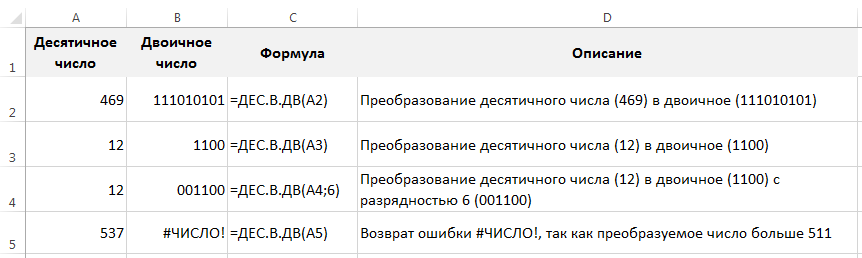 A B C D
1 Десятичное число Двоичное число Формула Описание
2 469 111010101 =ДЕС.В.ДВ(A2) Преобразование десятичного числа (469) в двоичное (111010101)
3 12 1100 =ДЕС.В.ДВ(A3) Преобразование десятичного числа (12) в двоичное (1100)
4 12 001100 =ДЕС.В.ДВ(A4;6) Преобразование десятичного числа (12) в двоичное (1100) с
разрядностью 6 (001100)
5 537 #ЧИСЛО! =ДЕС.В.ДВ(A5) Возврат ошибки #ЧИСЛО!, так как преобразуемое число больше 511